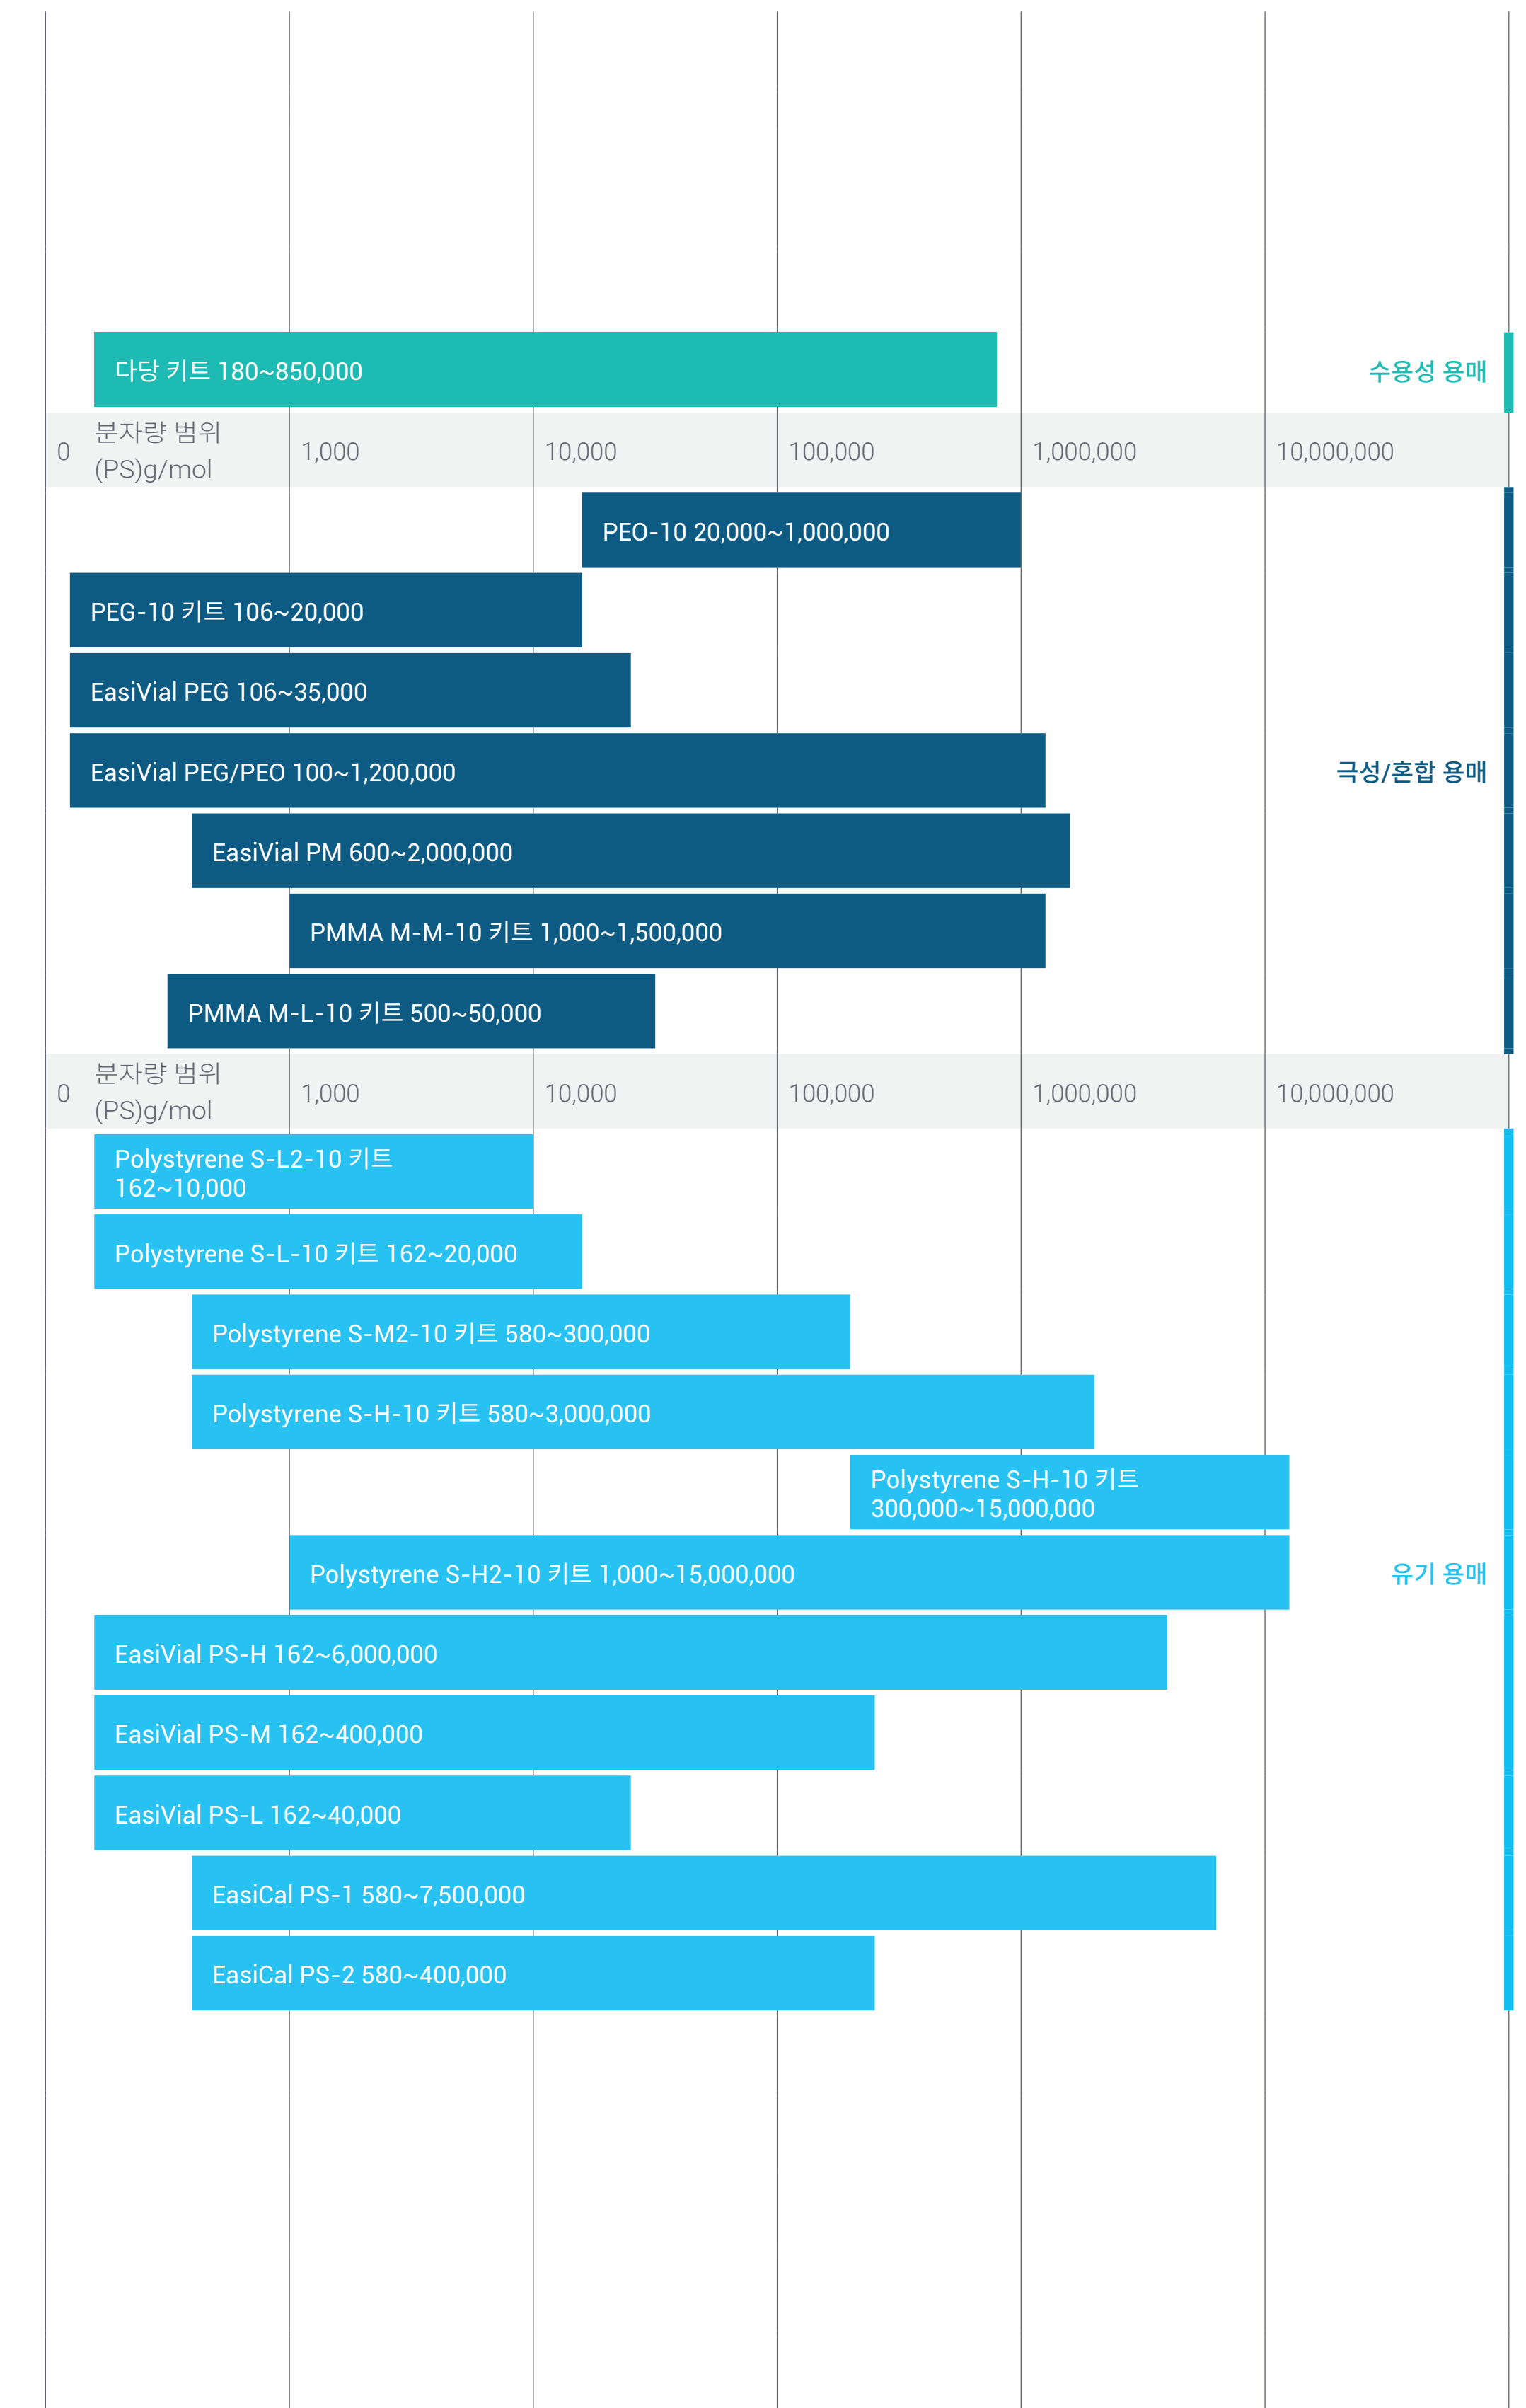 다당 키트 180~850,000
수용성 용매
0
분자량 범위
(PS)g/mol
1,000
10,000
100,000
1,000,000
10,000,000
PEO-10 20,000~1,000,000
PEG-10 키트 106~20,000
EasiVial PEG 106~35,000
EasiVial PEG/PEO 100~1,200,000
극성/혼합 용매
EasiVial PM 600~2,000,000
PMMA M-M-10 키트 1,000~1,500,000
PMMA M-L-10 키트 500~50,000
0
분자량 범위
(PS)g/mol
1,000
10,000
100,000
1,000,000
10,000,000
Polystyrene S-L2-10 키트
162~10,000
Polystyrene S-L-10 키트 162~20,000
Polystyrene S-M2-10 키트 580~300,000
Polystyrene S-H-10 키트 580~3,000,000
Polystyrene S-H-10 키트
300,000~15,000,000
Polystyrene S-H2-10 키트 1,000~15,000,000
유기 용매
EasiVial PS-H 162~6,000,000
EasiVial PS-M 162~400,000
EasiVial PS-L 162~40,000
EasiCal PS-1 580~7,500,000
EasiCal PS-2 580~400,000